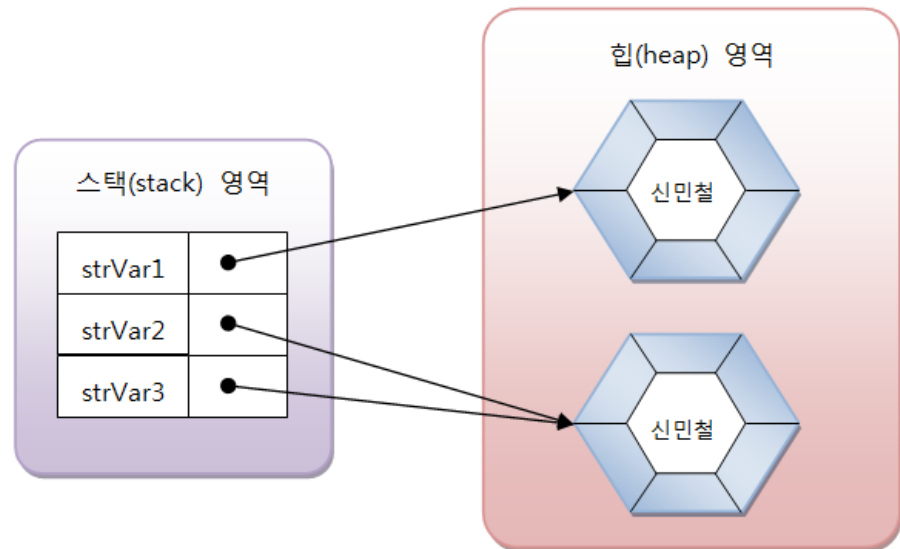 힙(heap) 영역
신민철
스택(stack) 영역
strVar1
strVar2
strVar3
신민철